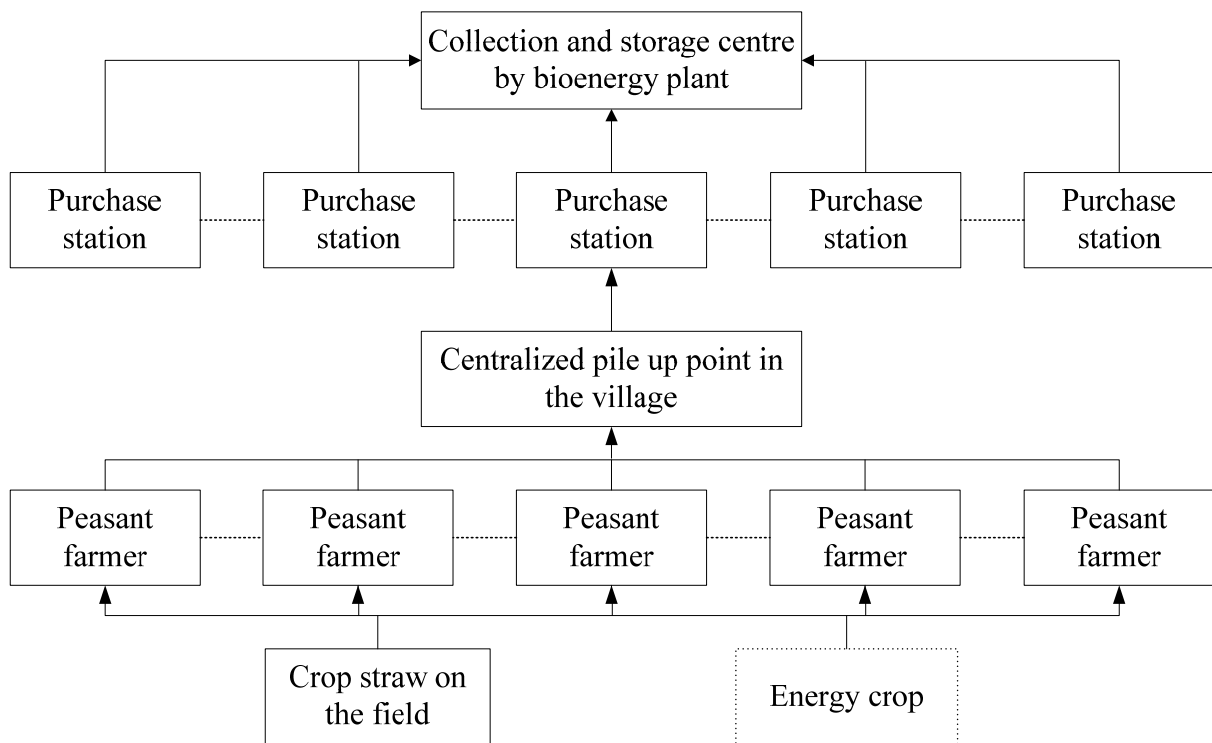 Collection and storage centre
by bioenergy plant
Purchase
station
Purchase
station
Purchase
station
Purchase
station
Purchase
station
Centralized pile up point in
the village
Peasant
farmer
Peasant
farmer
Peasant
farmer
Peasant
farmer
Peasant
farmer
Crop straw on
the field
Energy crop